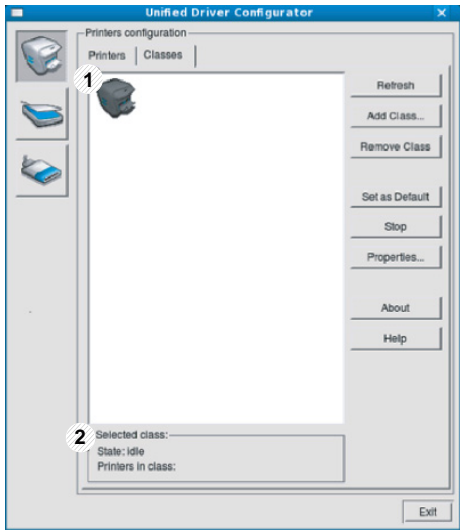 Unified Driver Configurator
Printers configuration
Printers
Classes
1
Refresh
Add Class...
Remove Class
Set as Default
Stop
Properties...
About
Help
2
Selected class:
State: idle
Printers in class:
Exit